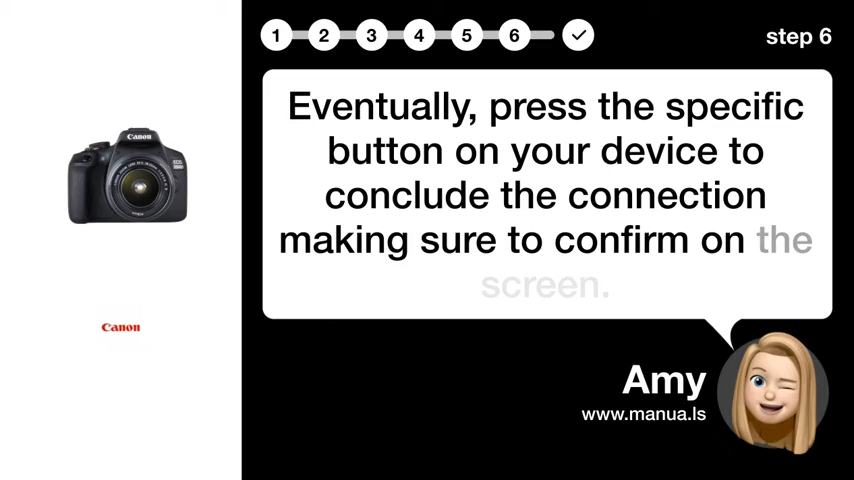 1 2 3 4 5 6
step 6
Eventually, press the specific
button on your device to
conclude the connection
making sure to confirm on the
screen.
Canon
Canon
Amy
www.manua.ls